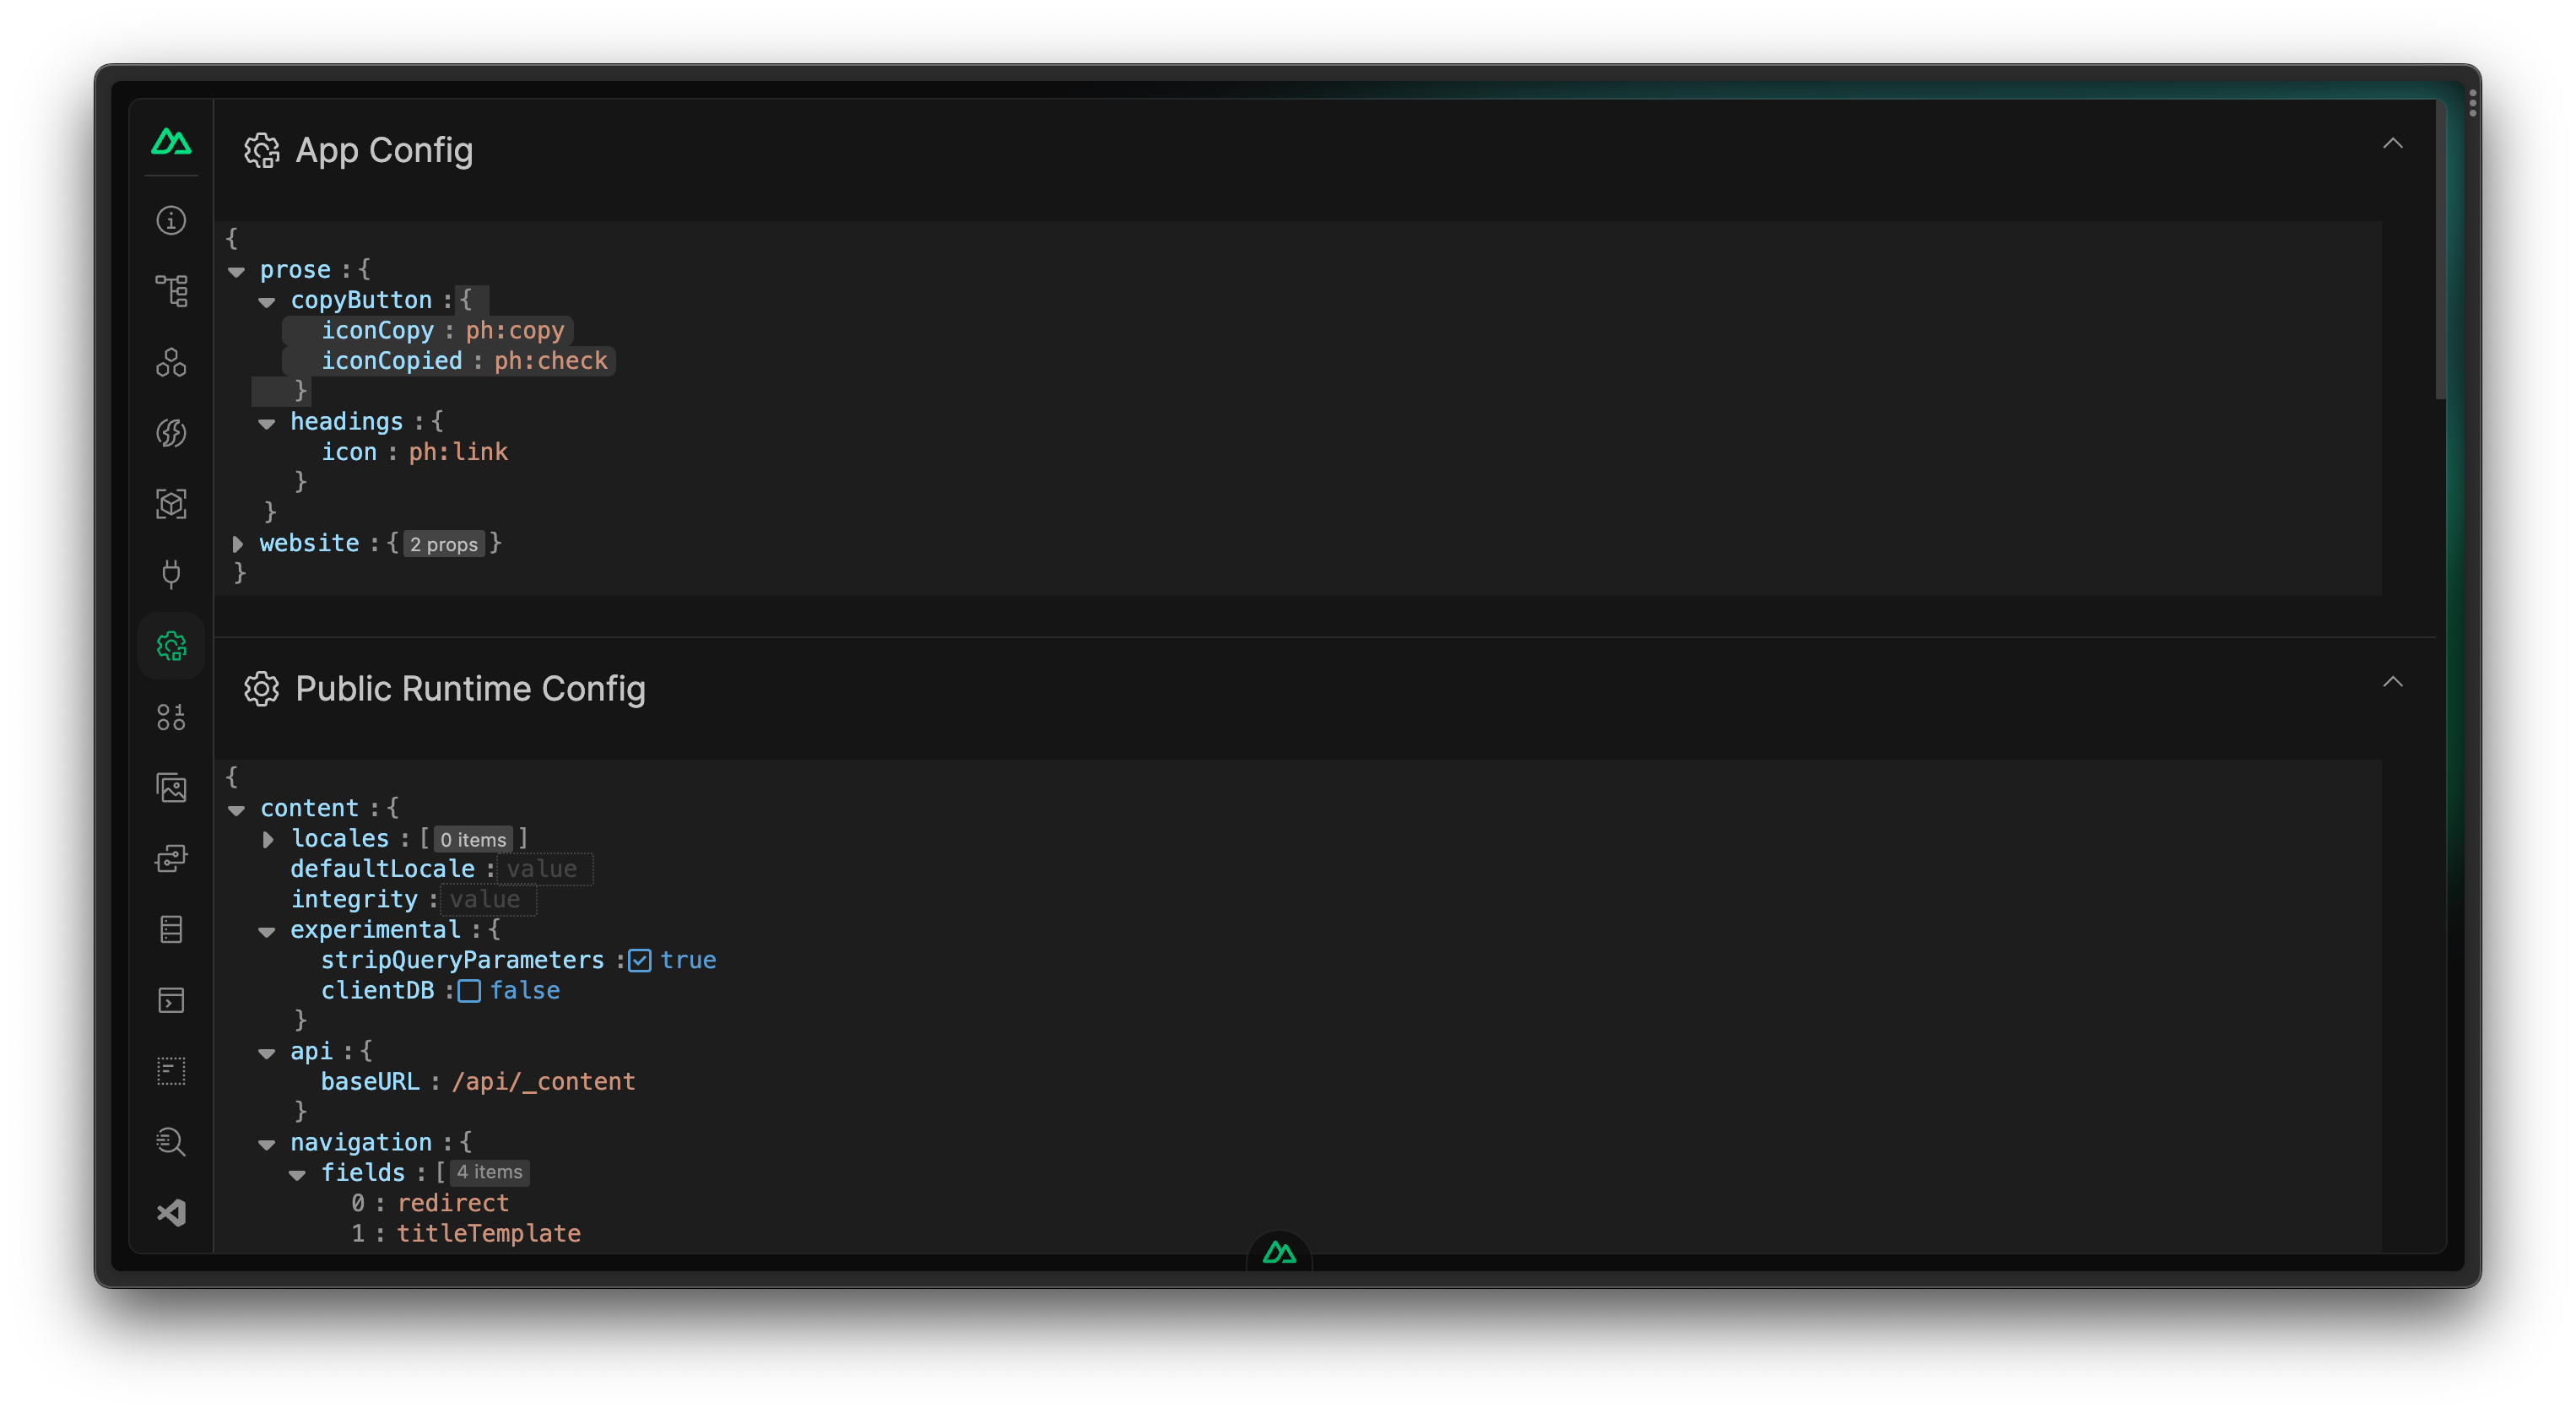 App Config
{
prose : {
copyButton : {
iconCopy : ph:copy
iconCopied : ph:check
}
headings : {
icon : ph:link
}
}
website : { 2 props }
}
Public Runtime Config
{
content : {
locales : [ 0 items ]
defaultLocale : value
integrity : value
experimental : {
stripQueryParameters : true
clientDB : false
}
api : {
baseURL : /api/_content
}
navigation : {
fields : [ 4 items
0 : redirect
1 : titleTemplate